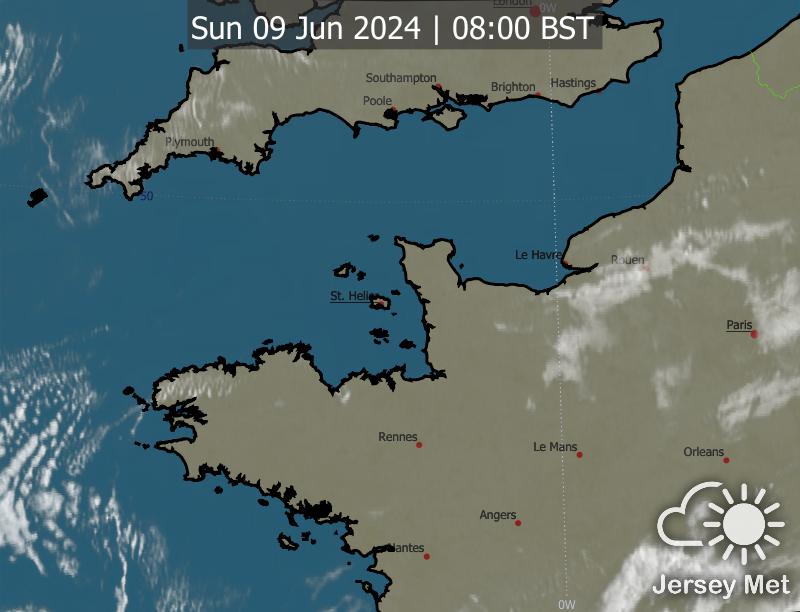 London
0W
Sun 09 Jun 2024 | 08:00 BST
Southampton
Brighton
Hastings
Poole
Plymouth
50
Le Havre
Rouen
St. Helier
Paris
Rennes
Le Mans
Orleans
Angers
Nantes
0W
Jersey Met